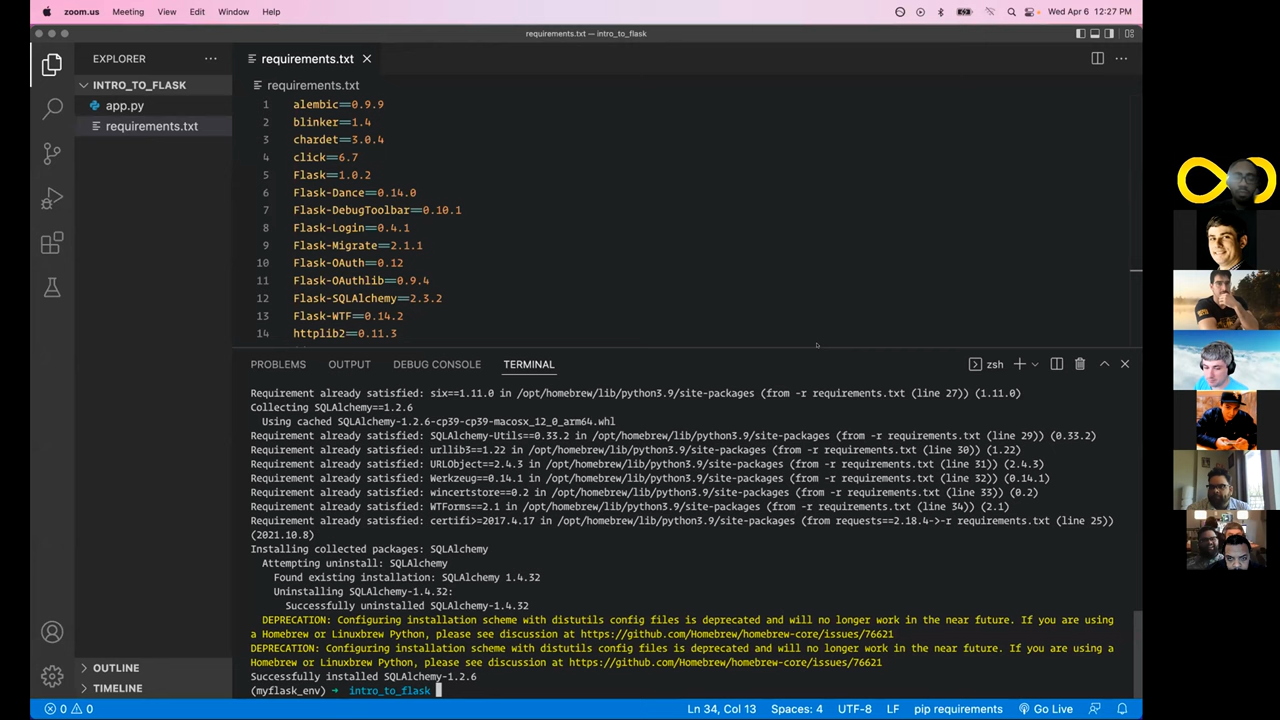 zoom.us Meeting View Edit Window Help Wed Apr 6 12:27 PM
requirements.txt — intro_to_flask
EXPLORER
requirements.txt
INTRO_TO_FLASK
app.py
requirements.txt
OUTLINE
TIMELINE
requirements.txt
1 alembic==0.9.9
2 blinker==1.4
3 chardet==3.0.4
4 click==6.7
5 Flask==1.0.2
6 Flask-Dance==0.14.0
7 Flask-DebugToolbar==0.10.1
8 Flask-Login==0.4.1
9 Flask-Migrate==2.1.1
10 Flask-OAuth==0.12
11 Flask-OAuthlib==0.9.4
12 Flask-SQLAlchemy==2.3.2
13 Flask-WTF==0.14.2
14 httplib2==0.11.3
PROBLEMS OUTPUT DEBUG CONSOLE TERMINAL zsh
Requirement already satisfied: six==1.11.0 in /opt/homebrew/lib/python3.9/site-packages (from -r requirements.txt (line 27)) (1.11.0)
Collecting SQLAlchemy==1.2.6
Using cached SQLAlchemy-1.2.6-cp39-cp39-macosx_12_0_arm64.whl
Requirement already satisfied: SQLAlchemy-Utils==0.33.2 in /opt/homebrew/lib/python3.9/site-packages (from -r requirements.txt (line 29)) (0.33.2)
Requirement already satisfied: urllib3==1.22 in /opt/homebrew/lib/python3.9/site-packages (from -r requirements.txt (line 30)) (1.22)
Requirement already satisfied: URLObject==2.4.3 in /opt/homebrew/lib/python3.9/site-packages (from -r requirements.txt (line 31)) (2.4.3)
Requirement already satisfied: Werkzeug==0.14.1 in /opt/homebrew/lib/python3.9/site-packages (from -r requirements.txt (line 32)) (0.14.1)
Requirement already satisfied: wincertstore==0.2 in /opt/homebrew/lib/python3.9/site-packages (from -r requirements.txt (line 33)) (0.2)
Requirement already satisfied: WTForms==2.1 in /opt/homebrew/lib/python3.9/site-packages (from -r requirements.txt (line 34)) (2.1)
Requirement already satisfied: certifi>=2017.4.17 in /opt/homebrew/lib/python3.9/site-packages (from requests==2.18.4->-r requirements.txt (line 25))
(2021.10.8)
Installing collected packages: SQLAlchemy
Attempting uninstall: SQLAlchemy
Found existing installation: SQLAlchemy 1.4.32
Uninstalling SQLAlchemy-1.4.32:
Successfully uninstalled SQLAlchemy-1.4.32
DEPRECATION: Configuring installation scheme with distutils config files is deprecated and will no longer work in the near future. If you are using
a Homebrew or Linuxbrew Python, please see discussion at https://github.com/Homebrew/homebrew-core/issues/76621
DEPRECATION: Configuring installation scheme with distutils config files is deprecated and will no longer work in the near future. If you are using a
Homebrew or Linuxbrew Python, please see discussion at https://github.com/Homebrew/homebrew-core/issues/76621
Successfully installed SQLAlchemy-1.2.6
(myflask_env) ➜ intro_to_flask
0 0 Ln 34, Col 13 Spaces: 4 UTF-8 LF pip requirements Go Live